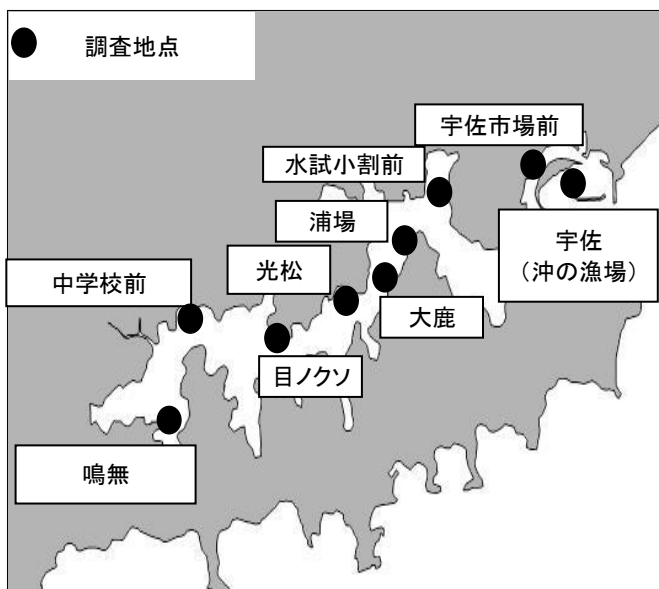 調査地点
宇佐市場前
水試小割前
浦場
宇佐
(沖の漁場)
光松
中学校前
大鹿
目ノクソ
鳴無